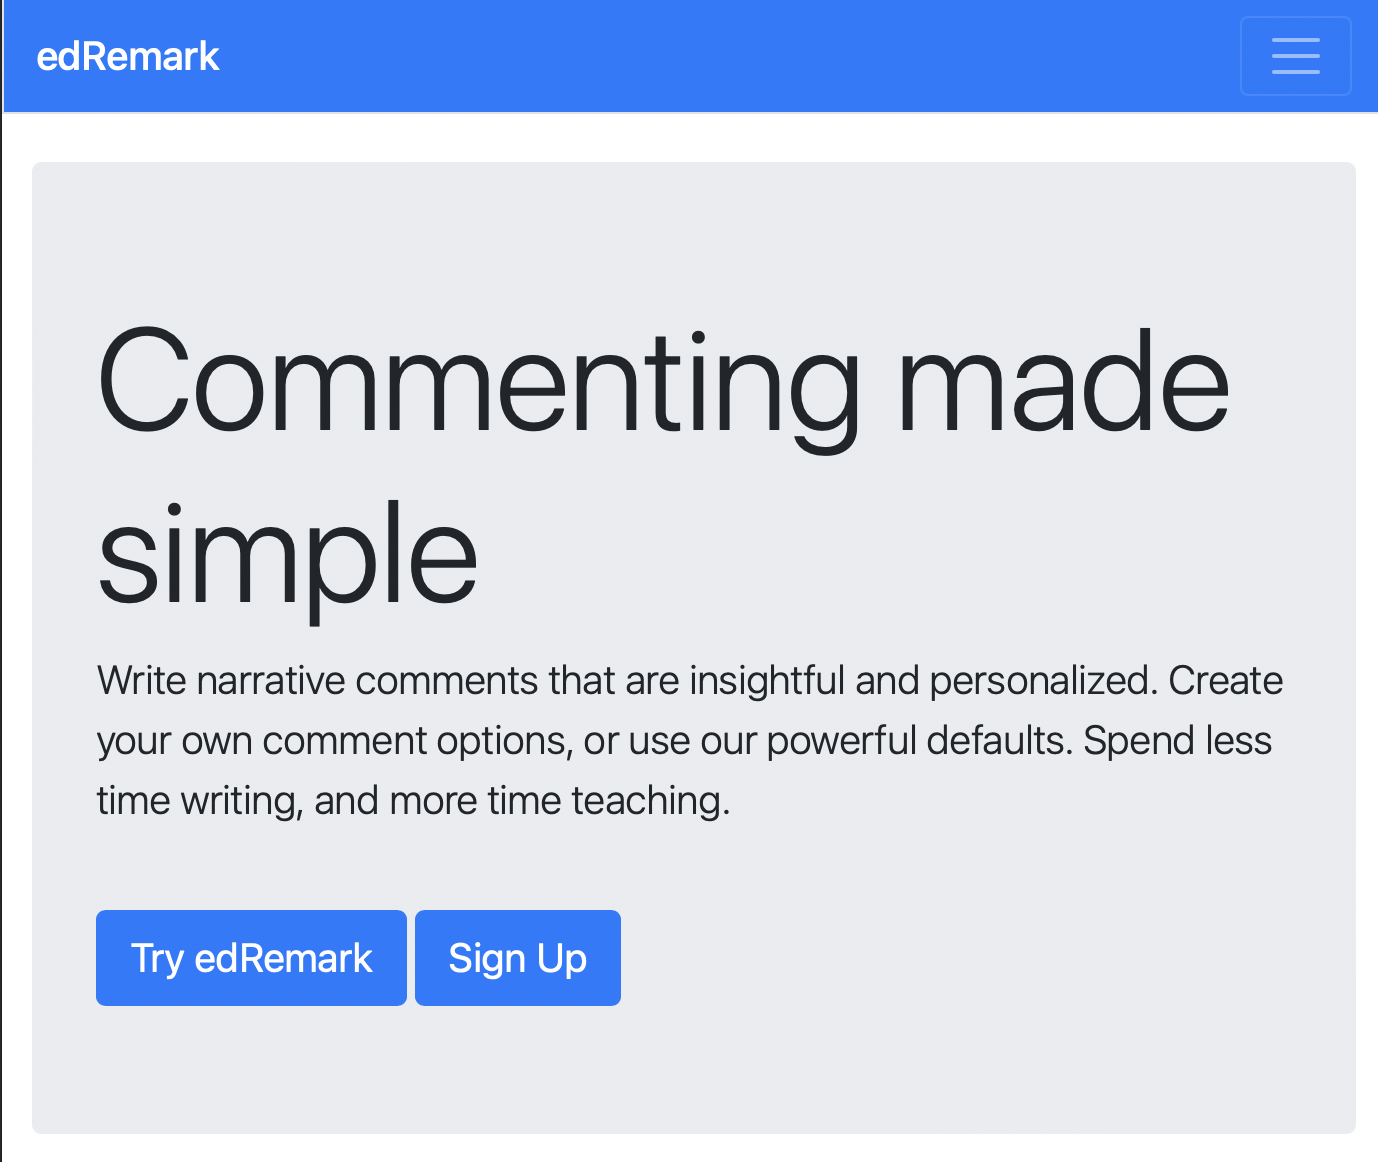 edRemark
Commenting made
simple
Write narrative comments that are insightful and personalized. Create
your own comment options, or use our powerful defaults. Spend less
time writing, and more time teaching.
Try edRemark
Sign Up